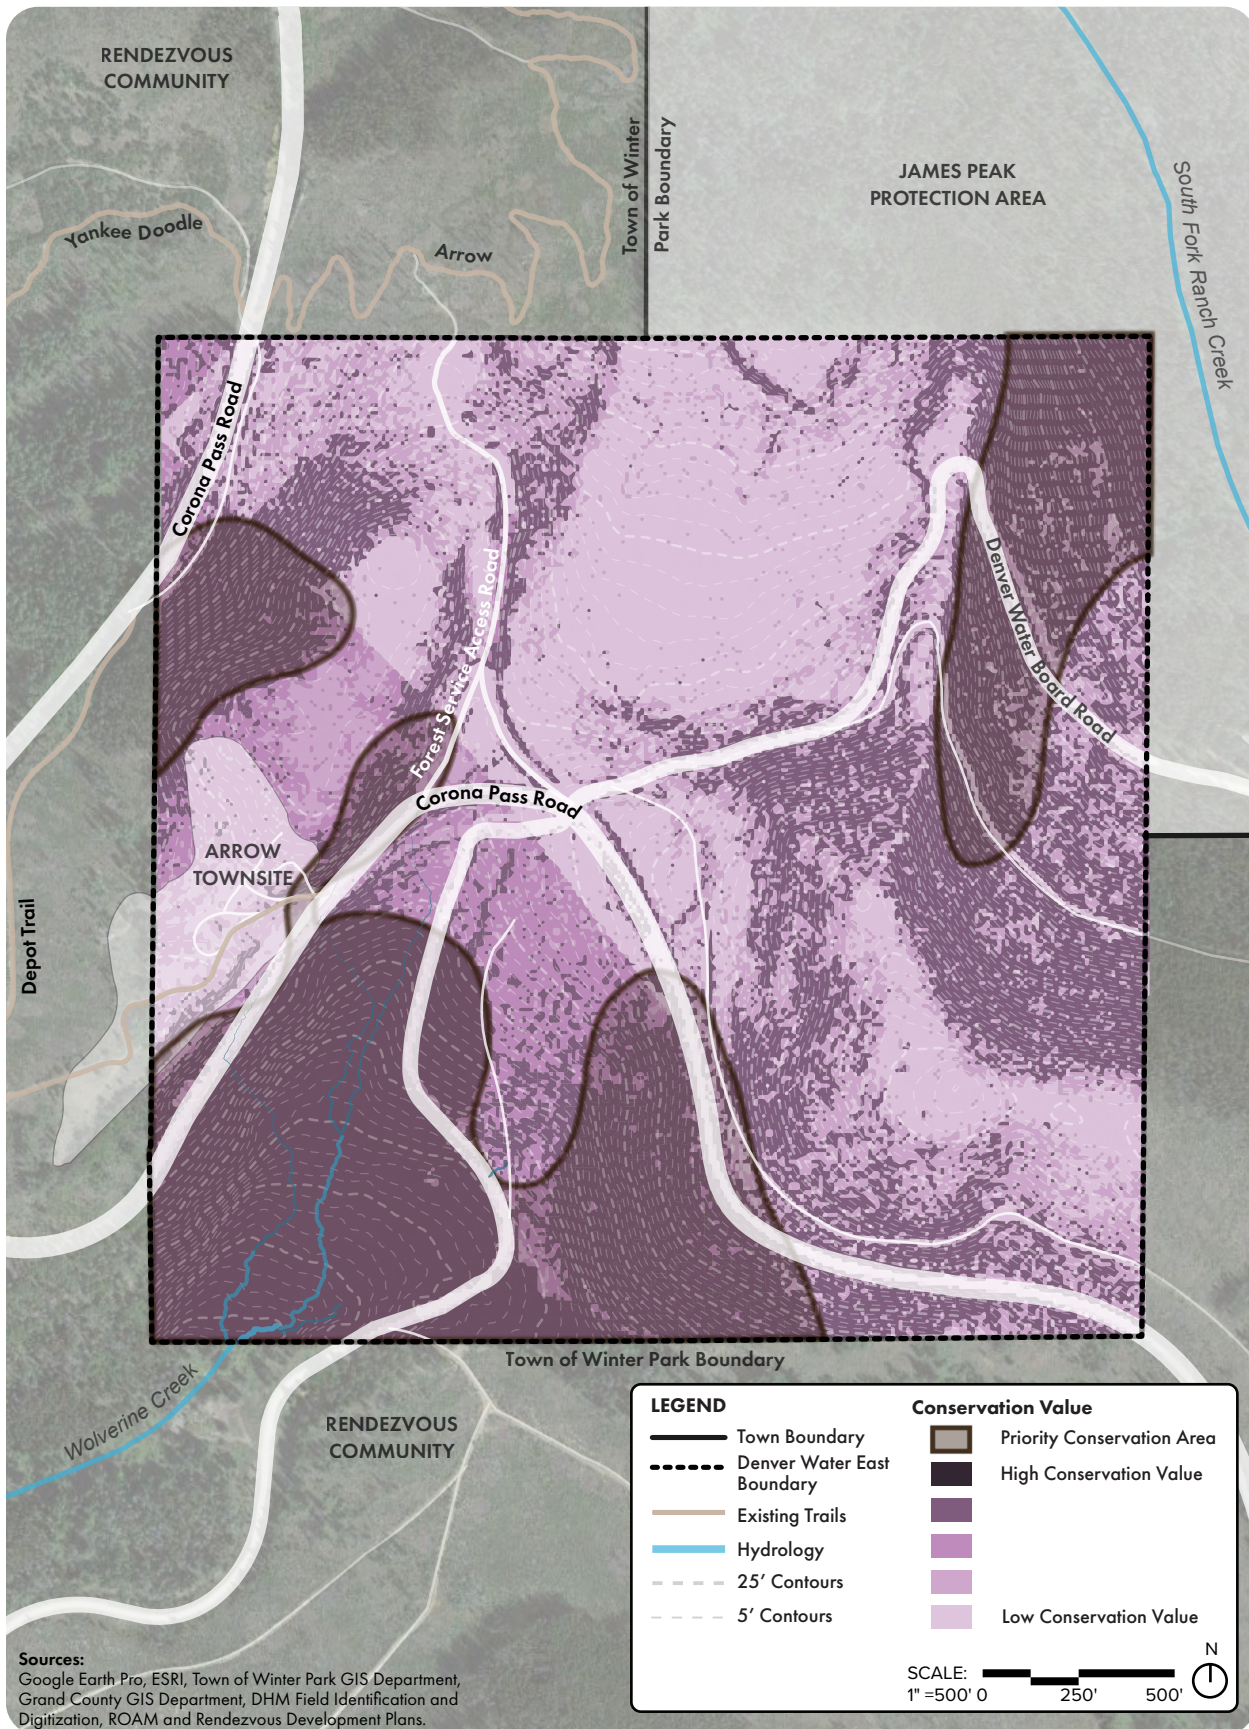 RENDEZVOUS
COMMUNITY
Town of Winter
Park Boundary
JAMES PEAK
PROTECTION AREA
South Fork Ranch Creek
Yankee Doodle
Arrow
Corona Pass Road
Forest Service Access Road
Denver Water Board Road
Corona Pass Road
ARROW
TOWNSITE
Depot Trail
Town of Winter Park Boundary
Wolverine Creek
RENDEZVOUS
COMMUNITY
LEGEND
Town Boundary
Denver Water East
Boundary
Existing Trails
Hydrology
25' Contours
5' Contours
Conservation Value
Priority Conservation Area
High Conservation Value
Low Conservation Value
N
SCALE:
1" =500' 0 250' 500'
Sources:
Google Earth Pro, ESRI, Town of Winter Park GIS Department,
Grand County GIS Department, DHM Field Identification and
Digitization, ROAM and Rendezvous Development Plans.